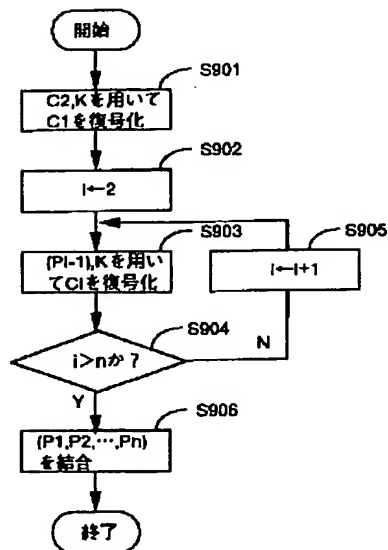 開始
S901
C2,Kを用いて
C1を復号化
S902
i←2
S903
S905
(Pi-1),Kを用い
てCiを復号化
i←i+1
S904
i>nか?
N
Y
S906
(P1,P2,…,Pn)
を結合
終了